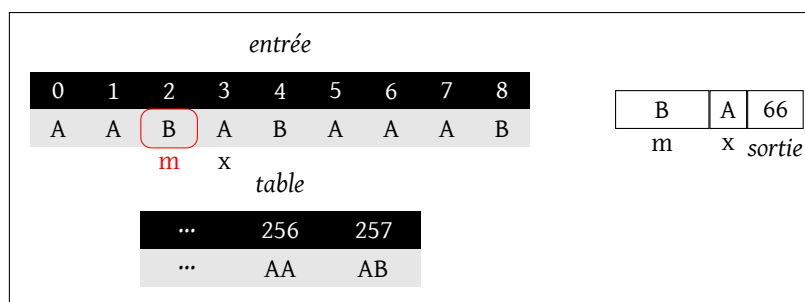 entrée
0 1 2 3 4 5 6 7 8
A A B A B A A A B
m x
B A 66
m x sortie
table
... 256 257
... AA AB